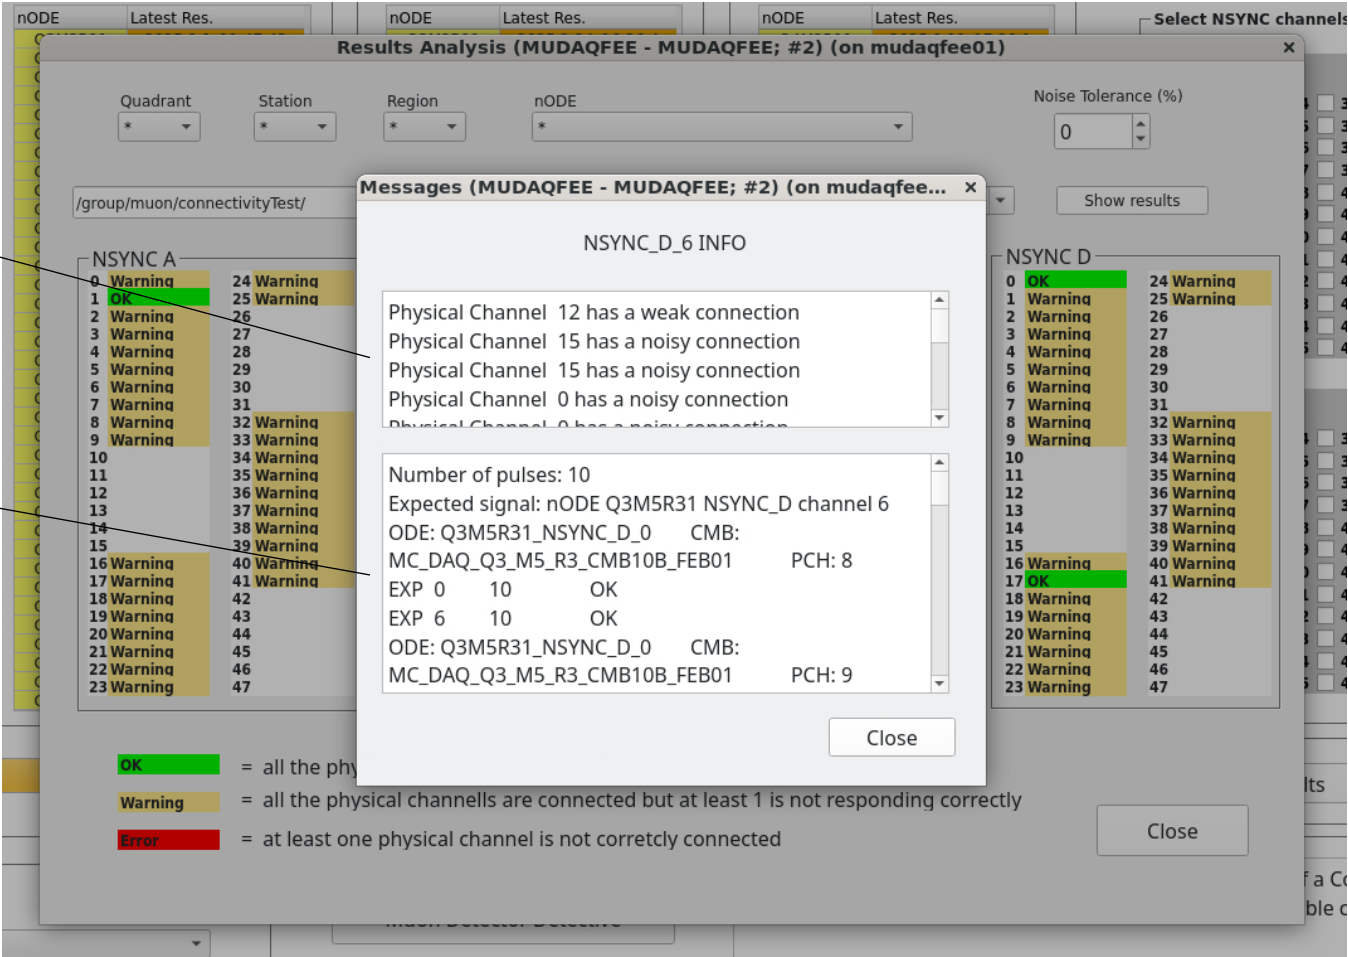 nODE Latest Res. nODE Latest Res. nODE Latest Res. Select NSYNC channels
Results Analysis (MUDAQFEE - MUDAQFEE; #2) (on mudaqfee01)
Quadrant Station Region nODE Noise Tolerance (%)
* * * * 0
/group/muon/connectivityTest/ Show results
Messages (MUDAQFEE - MUDAQFEE; #2) (on mudaqfee...
NSYNC_D_6 INFO
Physical Channel 12 has a weak connection
Physical Channel 15 has a noisy connection
Physical Channel 15 has a noisy connection
Physical Channel 0 has a noisy connection
Physical Channel 0 has a noisy connection
Number of pulses: 10
Expected signal: nODE Q3M5R31 NSYNC_D channel 6
ODE: Q3M5R31_NSYNC_D_0 CMB:
MC_DAQ_Q3_M5_R3_CMB10B_FEB01 PCH: 8
EXP 0 10 OK
EXP 6 10 OK
ODE: Q3M5R31_NSYNC_D_0 CMB:
MC_DAQ_Q3_M5_R3_CMB10B_FEB01 PCH: 9
Close
NSYNC A
0 Warning 24 Warning
1 OK 25 Warning
2 Warning 26
3 Warning 27
4 Warning 28
5 Warning 29
6 Warning 30
7 Warning 31
8 Warning 32 Warning
9 Warning 33 Warning
10 34 Warning
11 35 Warning
12 36 Warning
13 37 Warning
14 38 Warning
15 39 Warning
16 Warning 40 Warning
17 Warning 41 Warning
18 Warning 42
19 Warning 43
20 Warning 44
21 Warning 45
22 Warning 46
23 Warning 47
NSYNC D
0 OK 24 Warning
1 Warning 25 Warning
2 Warning 26
3 Warning 27
4 Warning 28
5 Warning 29
6 Warning 30
7 Warning 31
8 Warning 32 Warning
9 Warning 33 Warning
10 34 Warning
11 35 Warning
12 36 Warning
13 37 Warning
14 38 Warning
15 39 Warning
16 Warning 40 Warning
17 OK 41 Warning
18 Warning 42
19 Warning 43
20 Warning 44
21 Warning 45
22 Warning 46
23 Warning 47
OK = all the phy
Warning = all the physical channells are connected but at least 1 is not responding correctly
Error = at least one physical channel is not corretcly connected
Close
lts
f a Co
ble c
Muon Detector Detective